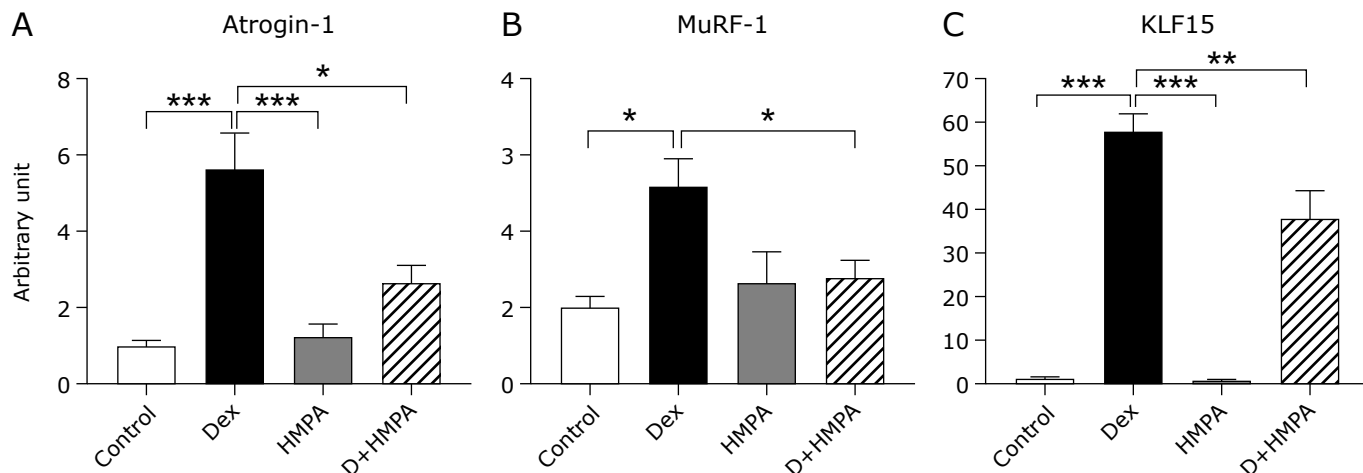 A
Atrogin-1
B
MuRF-1
C
KLF15
Arbitrary unit
8
6
4
2
0
***
***
*
Control
Dex
HMPA
D+HMPA
4
3
4
2
0
*
*
Control
Dex
HMPA
D+HMPA
70
60
50
40
30
20
10
0
***
***
**
Control
Dex
HMPA
D+HMPA